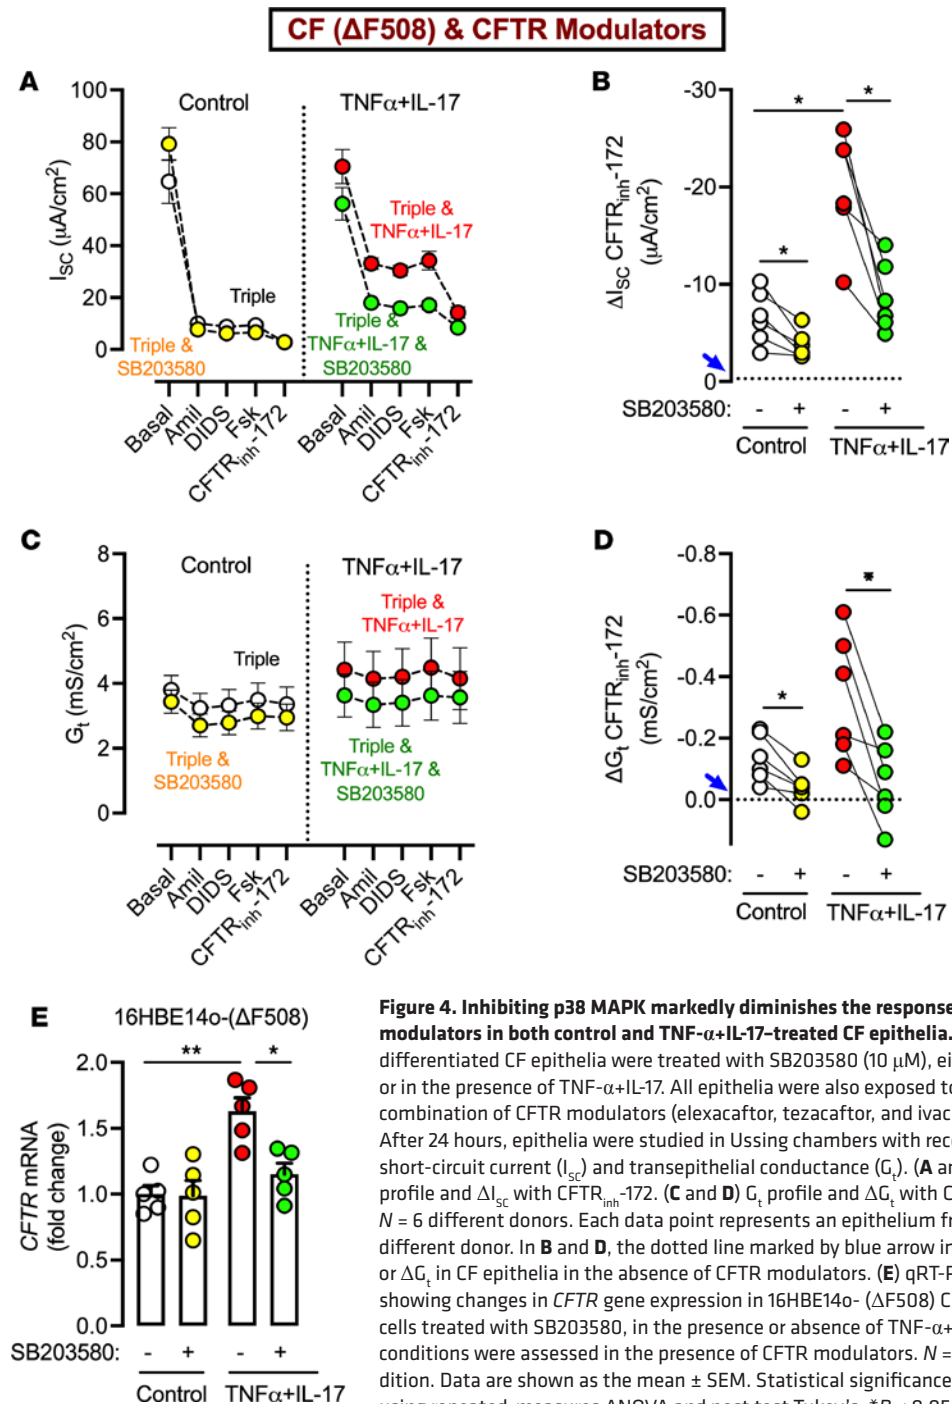 CF (ΔF508) & CFTR Modulators
A
Control
TNFα+IL-17
100
80
60
40
20
0
I_SC (μA/cm2)
Triple
Triple &
SB203580
Triple &
TNFα+IL-17
Triple &
TNFα+IL-17 &
SB203580
Basal
Amil
DIDS
Fsk
CFTRinh-172
Basal
Amil
DIDS
Fsk
CFTRinh-172
B
-30
-20
-10
0
ΔI_SC CFTRinh-172
(μA/cm2)
*
*
*
SB203580: - + - +
Control TNFα+IL-17
C
Control
TNFα+IL-17
8
6
4
2
0
Gt (mS/cm2)
Triple
Triple &
SB203580
Triple &
TNFα+IL-17
Triple &
TNFα+IL-17 &
SB203580
Basal
Amil
DIDS
Fsk
CFTRinh-172
Basal
Amil
DIDS
Fsk
CFTRinh-172
D
-0.8
-0.6
-0.4
-0.2
0.0
ΔGt CFTRinh-172
(mS/cm2)
*
*
SB203580: - + - +
Control TNFα+IL-17
E
16HBE14o-(ΔF508)
2.0
1.5
1.0
0.5
0.0
CFTR mRNA
(fold change)
**
*
SB203580: - + - +
Control TNFα+IL-17
Figure 4. Inhibiting p38 MAPK markedly diminishes the response
modulators in both control and TNF-α+IL-17–treated CF epithelia.
differentiated CF epithelia were treated with SB203580 (10 μM), ei
or in the presence of TNF-α+IL-17. All epithelia were also exposed to
combination of CFTR modulators (elexacaftor, tezacaftor, and ivac
After 24 hours, epithelia were studied in Ussing chambers with reco
short-circuit current (I_SC) and transepithelial conductance (Gt). (A an
profile and ΔI_SC with CFTRinh-172. (C and D) Gt profile and ΔGt with C
N = 6 different donors. Each data point represents an epithelium fr
different donor. In B and D, the dotted line marked by blue arrow in
or ΔGt in CF epithelia in the absence of CFTR modulators. (E) qRT-P
showing changes in CFTR gene expression in 16HBE14o- (ΔF508) C
cells treated with SB203580, in the presence or absence of TNF-α+
conditions were assessed in the presence of CFTR modulators. N =
dition. Data are shown as the mean ± SEM. Statistical significance